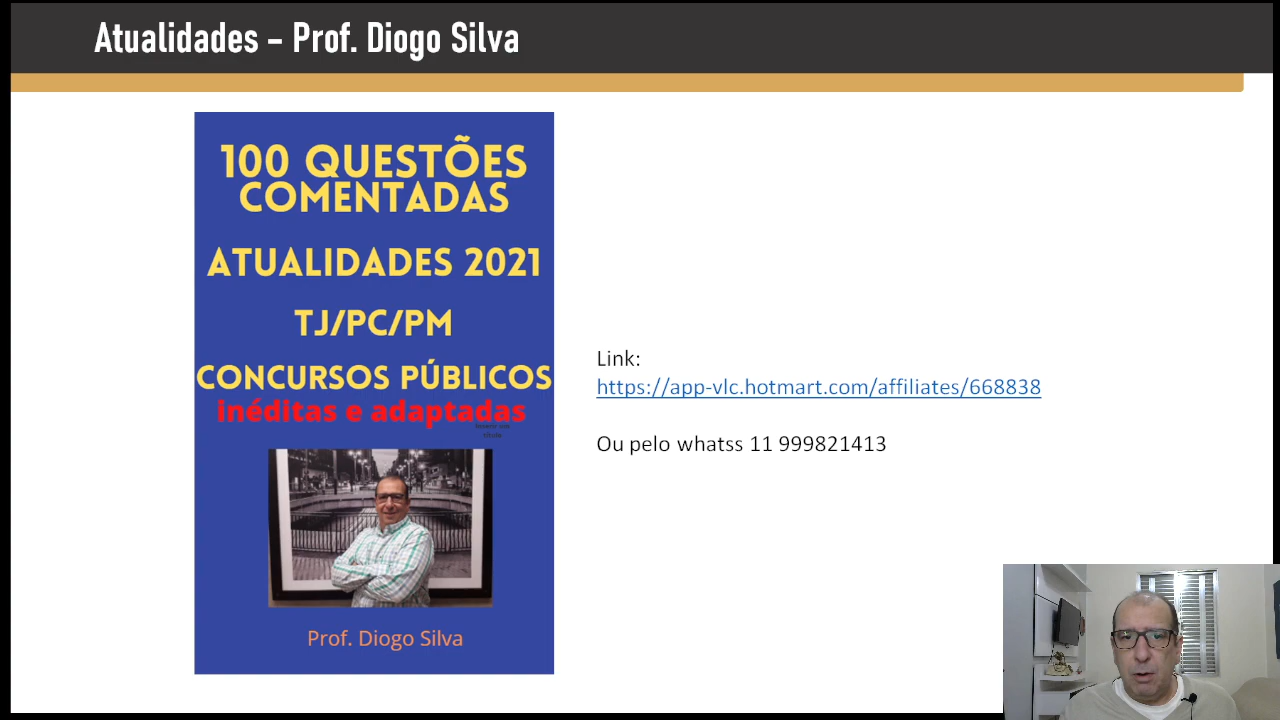 Atualidades – Prof. Diogo Silva
100 QUESTÕES
COMENTADAS
ATUALIDADES 2021
TJ/PC/PM
CONCURSOS PÚBLICOS
inéditas e adaptadas
Prof. Diogo Silva
Link:
https://app-vlc.hotmart.com/affiliates/668838
Ou pelo whatss 11 999821413